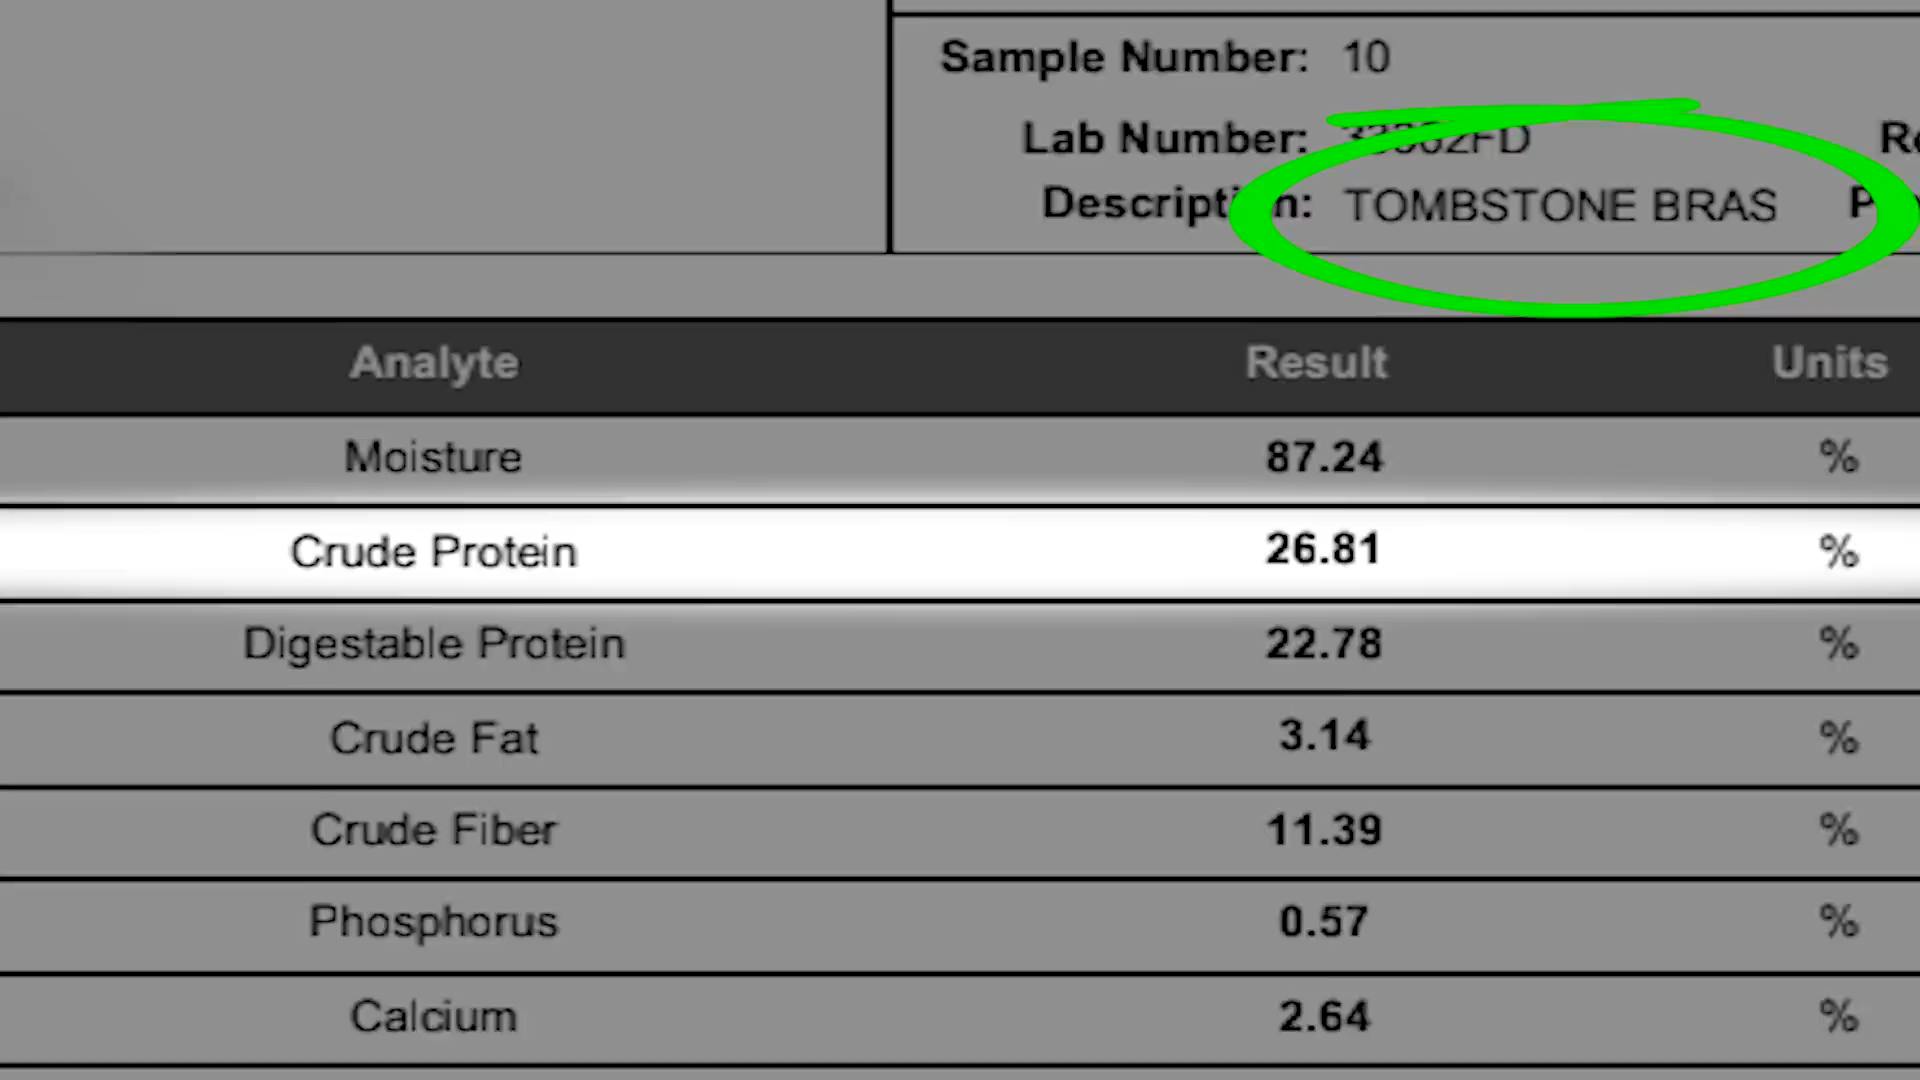 Sample Number: 10
Lab Number:
Description: TOMBSTONE BRAS
Analyte Result Units
Moisture 87.24 %
Crude Protein 26.81 %
Digestable Protein 22.78 %
Crude Fat 3.14 %
Crude Fiber 11.39 %
Phosphorus 0.57 %
Calcium 2.64 %